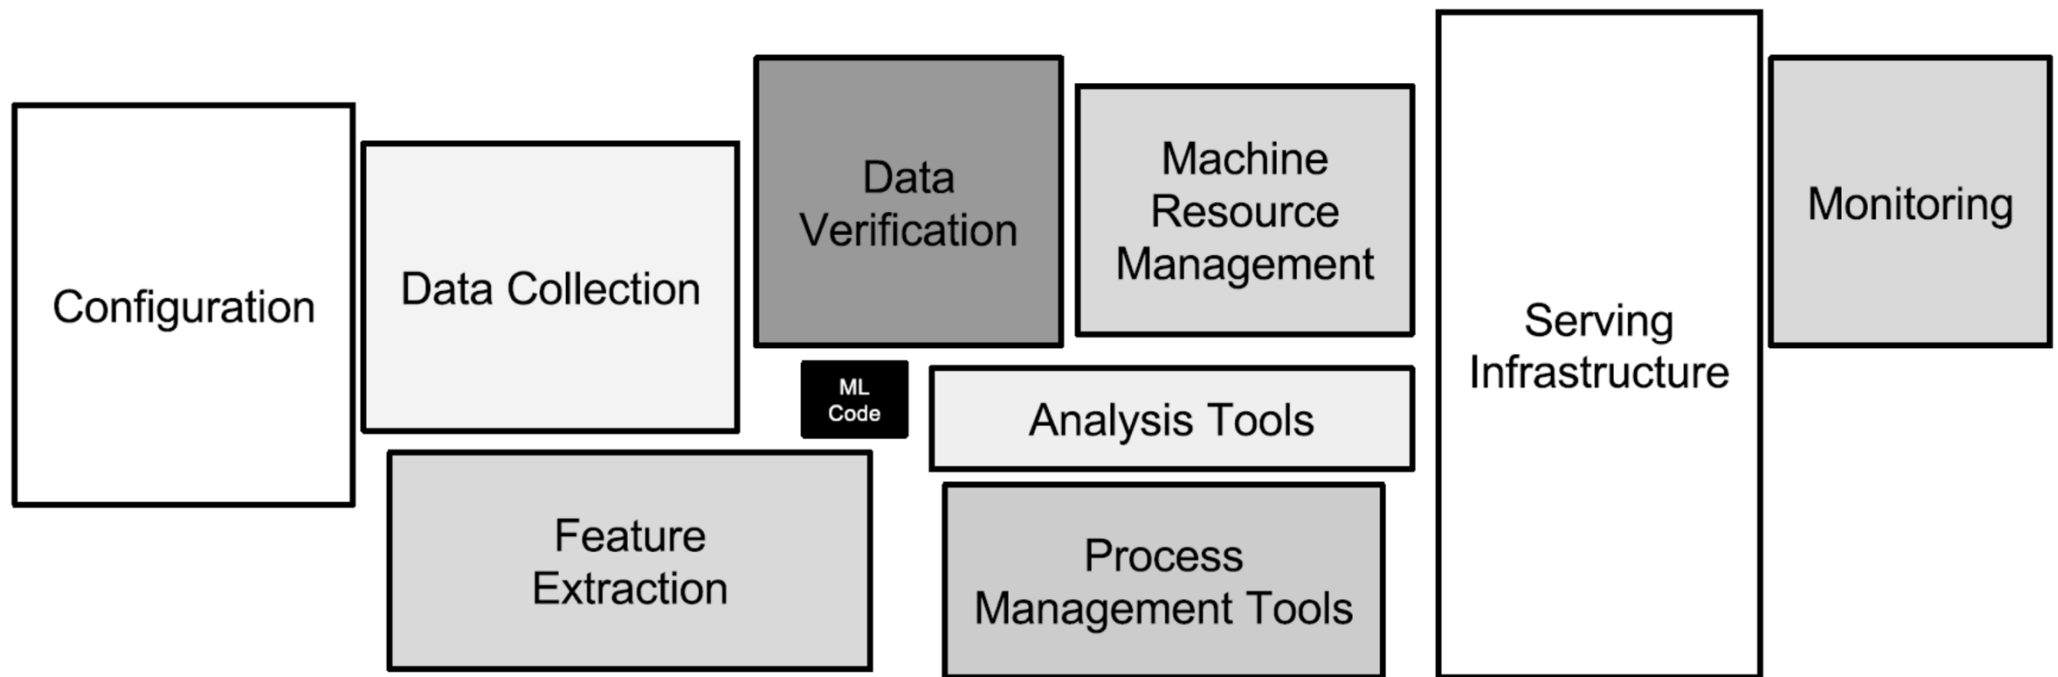 Configuration
Data Collection
Feature
Extraction
Data
Verification
ML
Code
Machine
Resource
Management
Analysis Tools
Process
Management Tools
Serving
Infrastructure
Monitoring